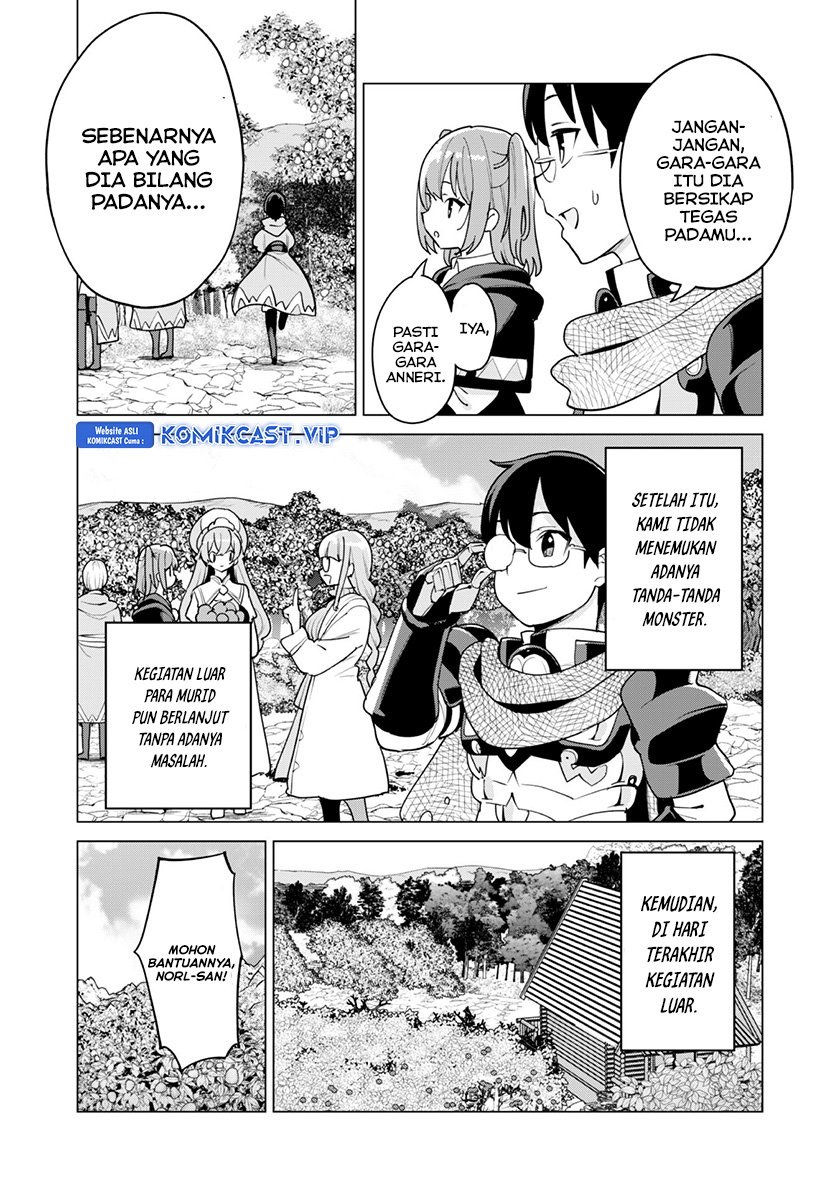 JANGAN-
JANGAN,
GARA-GARA
ITU DIA
BERSIKAP
TEGAS
PADAMU...
IYA,
PASTI
GARA-
GARA
ANNERI.
SEBENARNYA
APA YANG
DIA BILANG
PADANYA...
Website ASLI
KOMIKCAST Cuma :
KOMIKCAST.VIP
SETELAH ITU,
KAMI TIDAK
MENEMUKAN
ADANYA
TANDA-TANDA
MONSTER.
KEGIATAN LUAR
PARA MURID
PUN BERLANJUT
TANPA ADANYA
MASALAH.
KEMUDIAN,
DI HARI
TERAKHIR
KEGIATAN
LUAR.
MOHON
BANTUANNYA,
NORL-SAN!